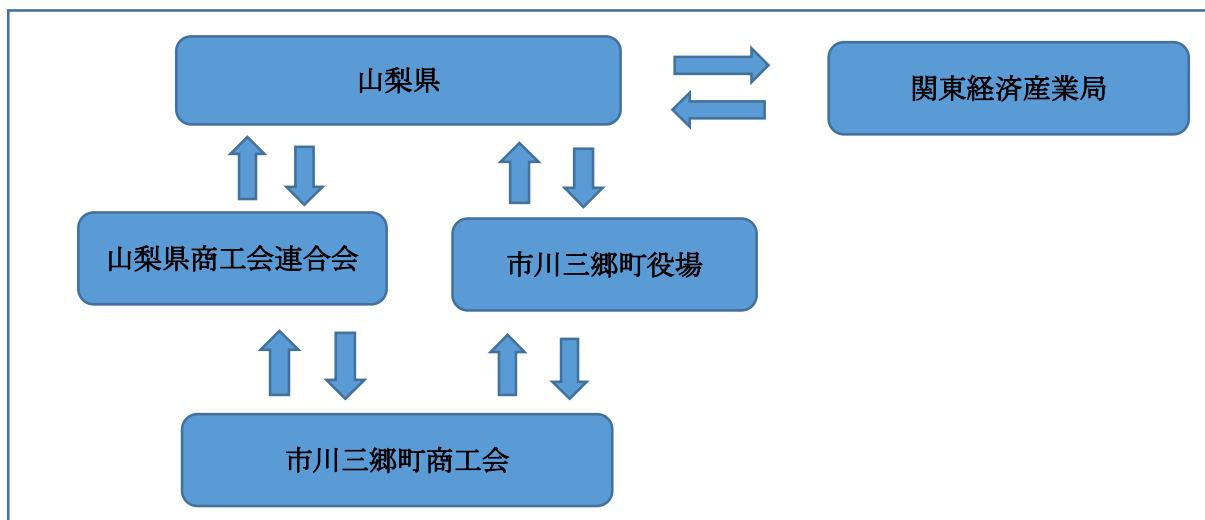 山梨県
関東経済産業局
山梨県商工会連合会
市川三郷町役場
市川三郷町商工会